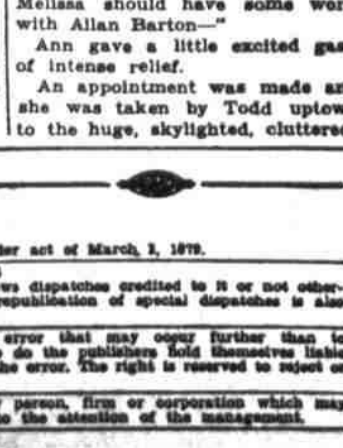 Melissa should have some wor
with Allan Barton—"
Ann gave a little excited gas
of intense relief.
An appointment was made an
she was taken by Todd uptow
to the huge, skylighted, cluttered
der act of March, 3, 1879.
ws dispatches credited to it or not other-
republication of special dispatches is also
error that may occur further than to
do the publishers hold themselves liable
he error. The right is reserved to reject or
person, firm or corporation which may
o the attention of the management.